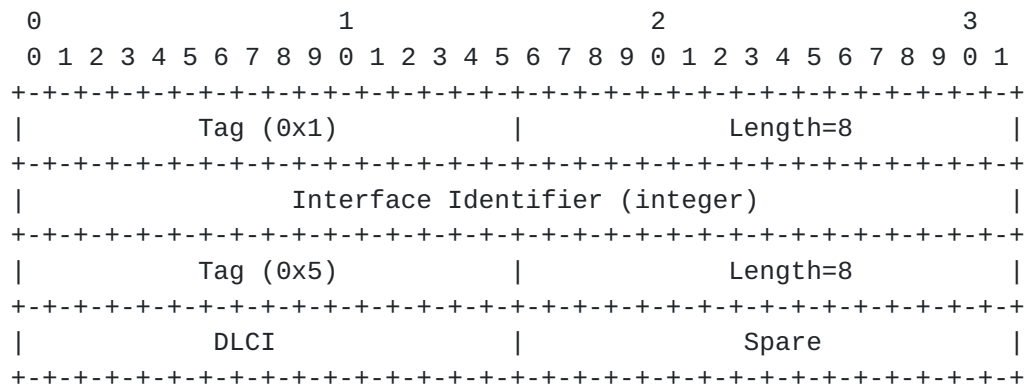 0                   1                   2                   3
 0 1 2 3 4 5 6 7 8 9 0 1 2 3 4 5 6 7 8 9 0 1 2 3 4 5 6 7 8 9 0 1
+-+-+-+-+-+-+-+-+-+-+-+-+-+-+-+-+-+-+-+-+-+-+-+-+-+-+-+-+-+-+-+-+
|           Tag (0x1)           |             Length=8          |
+-+-+-+-+-+-+-+-+-+-+-+-+-+-+-+-+-+-+-+-+-+-+-+-+-+-+-+-+-+-+-+-+
|                 Interface Identifier (integer)                |
+-+-+-+-+-+-+-+-+-+-+-+-+-+-+-+-+-+-+-+-+-+-+-+-+-+-+-+-+-+-+-+-+
|           Tag (0x5)           |             Length=8          |
+-+-+-+-+-+-+-+-+-+-+-+-+-+-+-+-+-+-+-+-+-+-+-+-+-+-+-+-+-+-+-+-+
|            DLCI               |              Spare            |
+-+-+-+-+-+-+-+-+-+-+-+-+-+-+-+-+-+-+-+-+-+-+-+-+-+-+-+-+-+-+-+-+